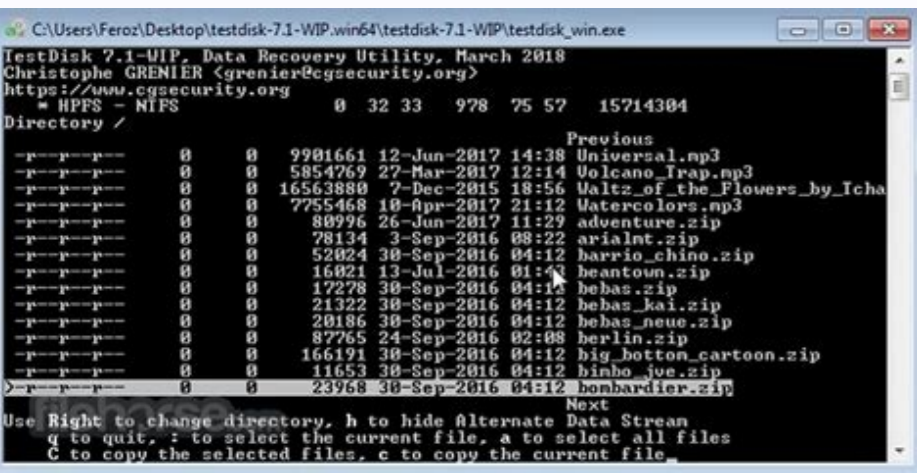 C:\Users\Feroz\Desktop\testdisk-7.1-WIP.win64\testdisk-7.1-WIP\testdisk_win.exe
TestDisk 7.1-WIP, Data Recovery Utility, March 2018
Christophe GRENIER <grenier@cgsecurity.org>
https://www.cgsecurity.org
* HPFS - NTFS 0 32 33 978 75 57 15714304
Directory /
Previous
-r--r--r-- 0 0 9901661 12-Jun-2017 14:38 Universal.mp3
-r--r--r-- 0 0 5854769 27-Mar-2017 12:14 Volcano_Trap.mp3
-r--r--r-- 0 0 16563880 7-Dec-2015 18:56 Waltz_of_the_Flowers_by_Tcha
-r--r--r-- 0 0 7755468 10-Apr-2017 21:12 Watercolors.mp3
-r--r--r-- 0 0 80996 26-Jun-2017 11:29 adventure.zip
-r--r--r-- 0 0 78134 3-Sep-2016 08:22 arialmt.zip
-r--r--r-- 0 0 52024 30-Sep-2016 04:12 barrio_chino.zip
-r--r--r-- 0 0 16021 13-Jul-2016 beantown.zip
-r--r--r-- 0 0 17278 30-Sep-2016 04:12 bebas.zip
-r--r--r-- 0 0 21322 30-Sep-2016 04:12 bebas_kai.zip
-r--r--r-- 0 0 20186 30-Sep-2016 04:12 bebas_neue.zip
-r--r--r-- 0 0 87765 24-Sep-2016 02:08 berlin.zip
-r--r--r-- 0 0 166191 30-Sep-2016 04:12 big_bottom_cartoon.zip
-r--r--r-- 0 0 11653 30-Sep-2016 04:12 bimbo_jve.zip
>-r--r--r-- 0 0 23968 30-Sep-2016 04:12 bombardier.zip
Next
Use Right to change directory, h to hide Alternate Data Stream
q to quit, : to select the current file, a to select all files
C to copy the selected files, c to copy the current file_